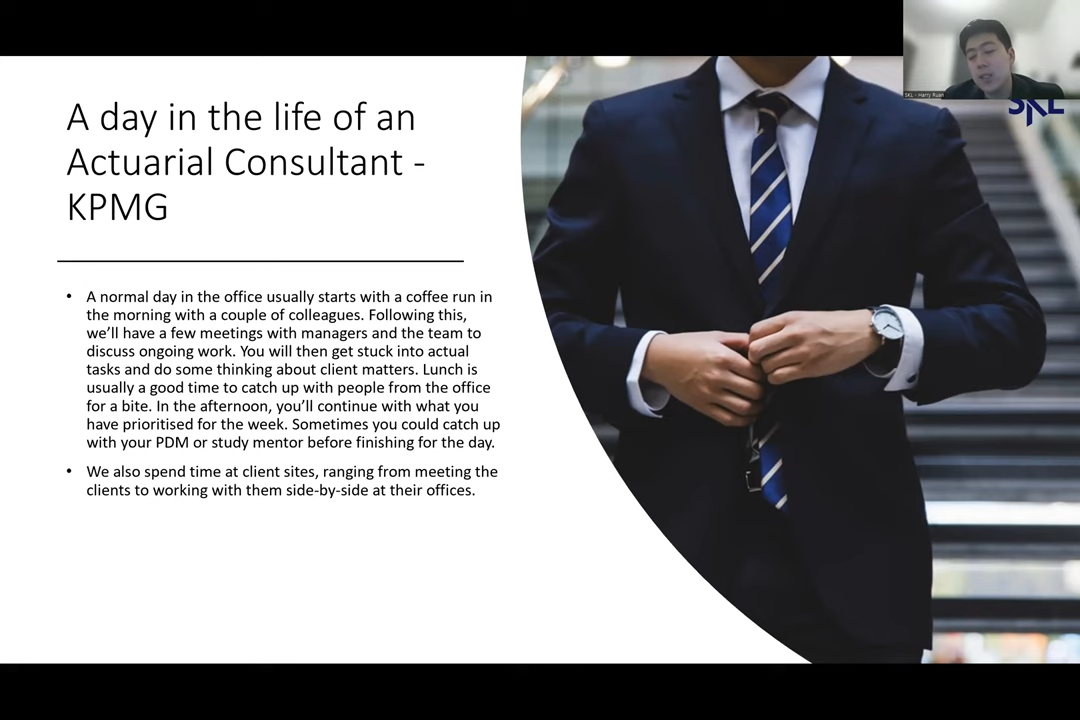 SKL - Harry Ruan
SKL
A day in the life of an
Actuarial Consultant -
KPMG
• A normal day in the office usually starts with a coffee run in
the morning with a couple of colleagues. Following this,
we’ll have a few meetings with managers and the team to
discuss ongoing work. You will then get stuck into actual
tasks and do some thinking about client matters. Lunch is
usually a good time to catch up with people from the office
for a bite. In the afternoon, you’ll continue with what you
have prioritised for the week. Sometimes you could catch up
with your PDM or study mentor before finishing for the day.
• We also spend time at client sites, ranging from meeting the
clients to working with them side-by-side at their offices.